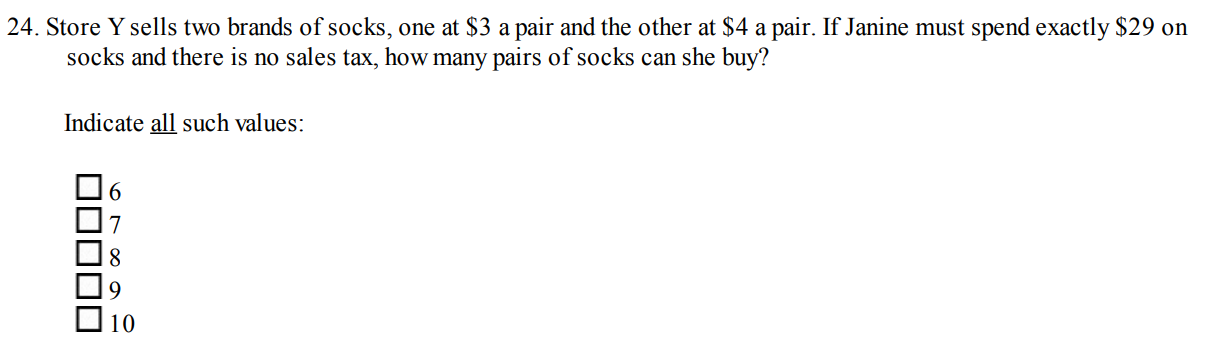 24. Store Y sells two brands of socks, one at $3 a pair and the other at $4 a pair. If Janine must spend exactly $29 on
socks and there is no sales tax, how many pairs of socks can she buy?
Indicate all such values:
6
7
8
9
10